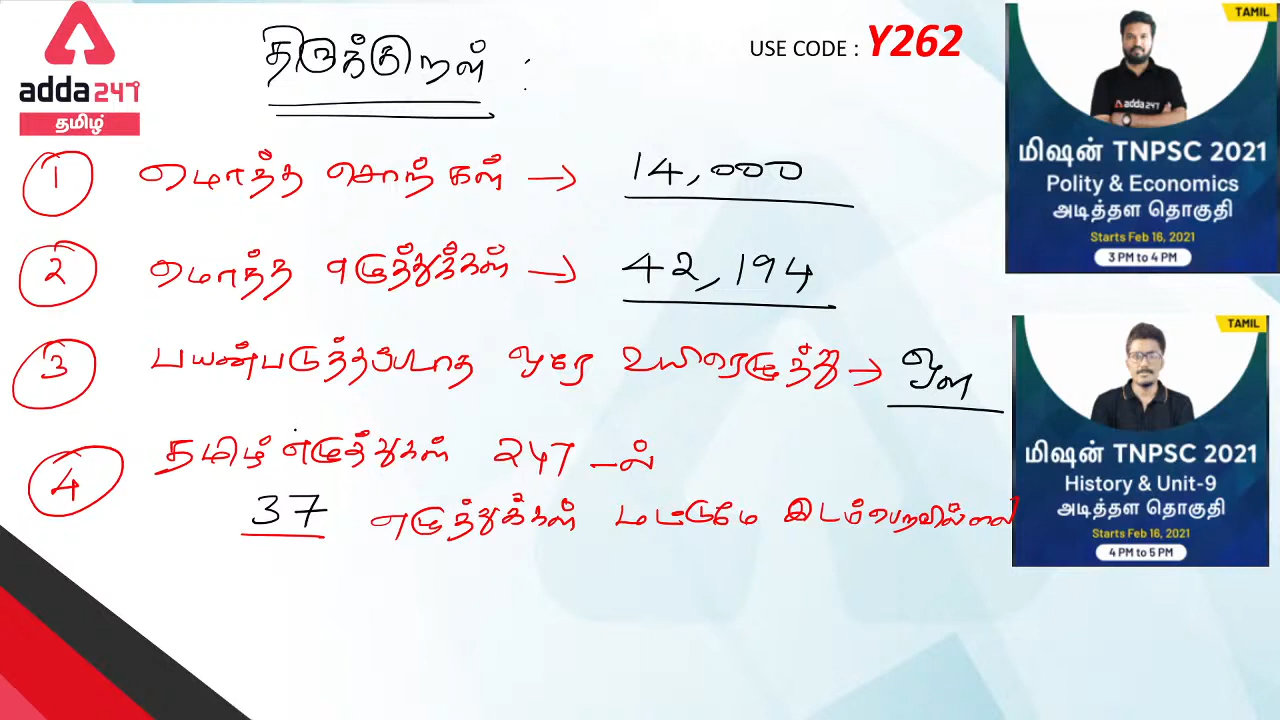 adda247
தமிழ்
திருக்குறள் :
USE CODE : Y262
1 மொத்த சொற்கள் → 14,000
2 மொத்த எழுத்துக்கள் → 42,194
3 பயன்படுத்தப்படாத ஒரே உயிரெழுத்து → ஔ
4 தமிழ் எழுத்துகள் 247 -ல்
37 எழுத்துக்கள் மட்டுமே இடம்பெறவில்லை
TAMIL
adda247
மிஷன் TNPSC 2021
Polity & Economics
அடித்தள தொகுதி
Starts Feb 16, 2021
3 PM to 4 PM
TAMIL
மிஷன் TNPSC 2021
History & Unit-9
அடித்தள தொகுதி
Starts Feb 16, 2021
4 PM to 5 PM